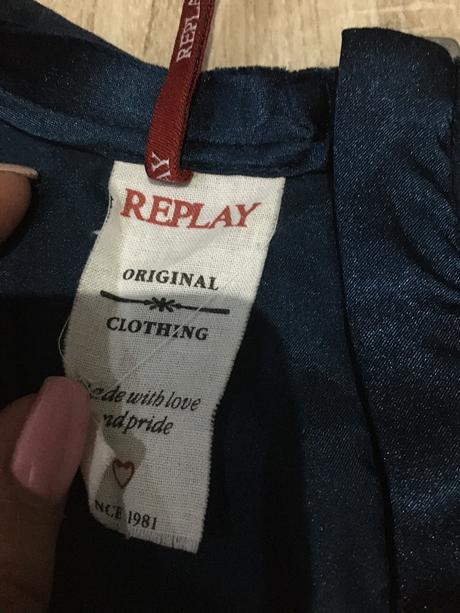 REPLAY
REPLAY
ORIGINAL
CLOTHING
with love
pride
1981